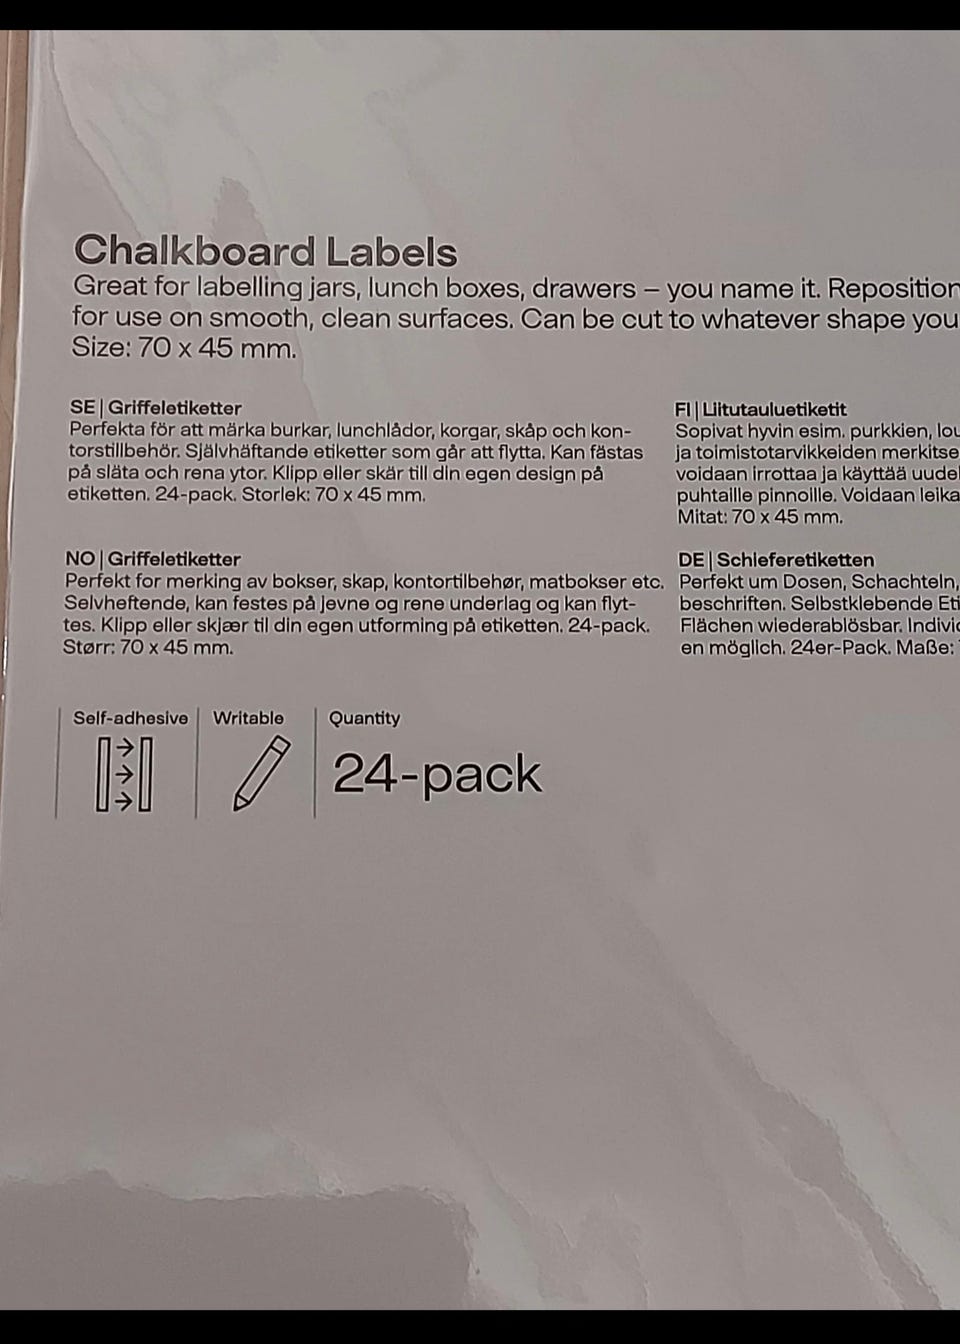 Chalkboard Labels
Great for labelling jars, lunch boxes, drawers – you name it. Reposition
for use on smooth, clean surfaces. Can be cut to whatever shape you
Size: 70 x 45 mm.
SE | Griffeletiketter
Perfekta för att märka burkar, lunchlådor, korgar, skåp och kon-
torstillbehör. Självhäftande etiketter som går att flytta. Kan fästas
på släta och rena ytor. Klipp eller skär till din egen design på
etiketten. 24-pack. Storlek: 70 x 45 mm.
NO | Griffeletiketter
Perfekt for merking av bokser, skap, kontortilbehør, matbokser etc.
Selvheftende, kan festes på jevne og rene underlag og kan flyt-
tes. Klipp eller skjær til din egen utforming på etiketten. 24-pack.
Størr: 70 x 45 mm.
FI | Liitutauluetiketit
Sopivat hyvin esim. purkkien, lou
ja toimistotarvikkeiden merkitse
voidaan irrottaa ja käyttää uudel
puhtaille pinnoille. Voidaan leika
Mitat: 70 x 45 mm.
DE | Schieferetiketten
Perfekt um Dosen, Schachteln,
beschriften. Selbstklebende Eti
Flächen wiederablösbar. Individ
en möglich. 24er-Pack. Maße:
Self-adhesive
Writable
Quantity
24-pack